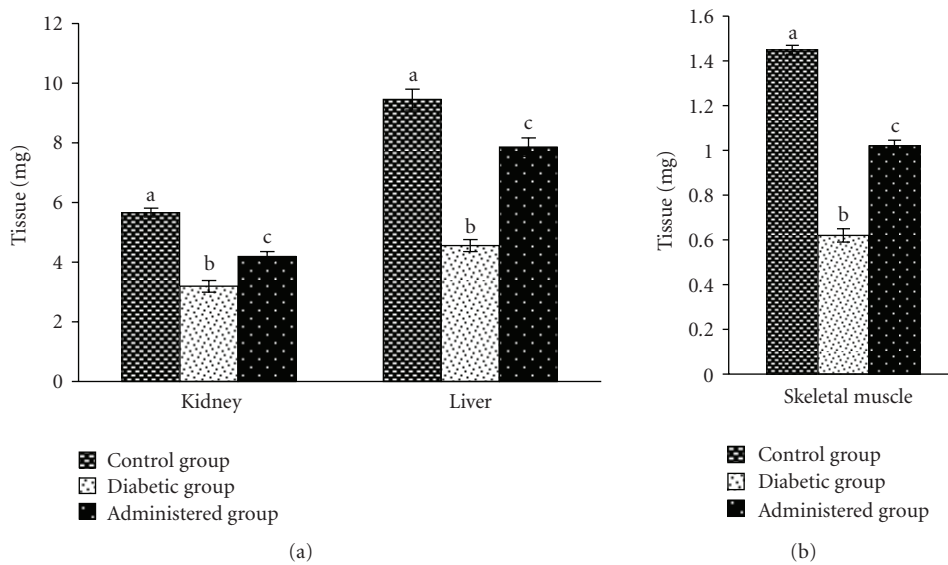 12
10
8
6
4
2
0
Tissue (mg)
a
b
c
a
b
c
Kidney
Liver
Control group
Diabetic group
Administered group
(a)
1.6
1.4
1.2
1
0.8
0.6
0.4
0.2
0
Tissue (mg)
a
b
c
Skeletal muscle
Control group
Diabetic group
Administered group
(b)